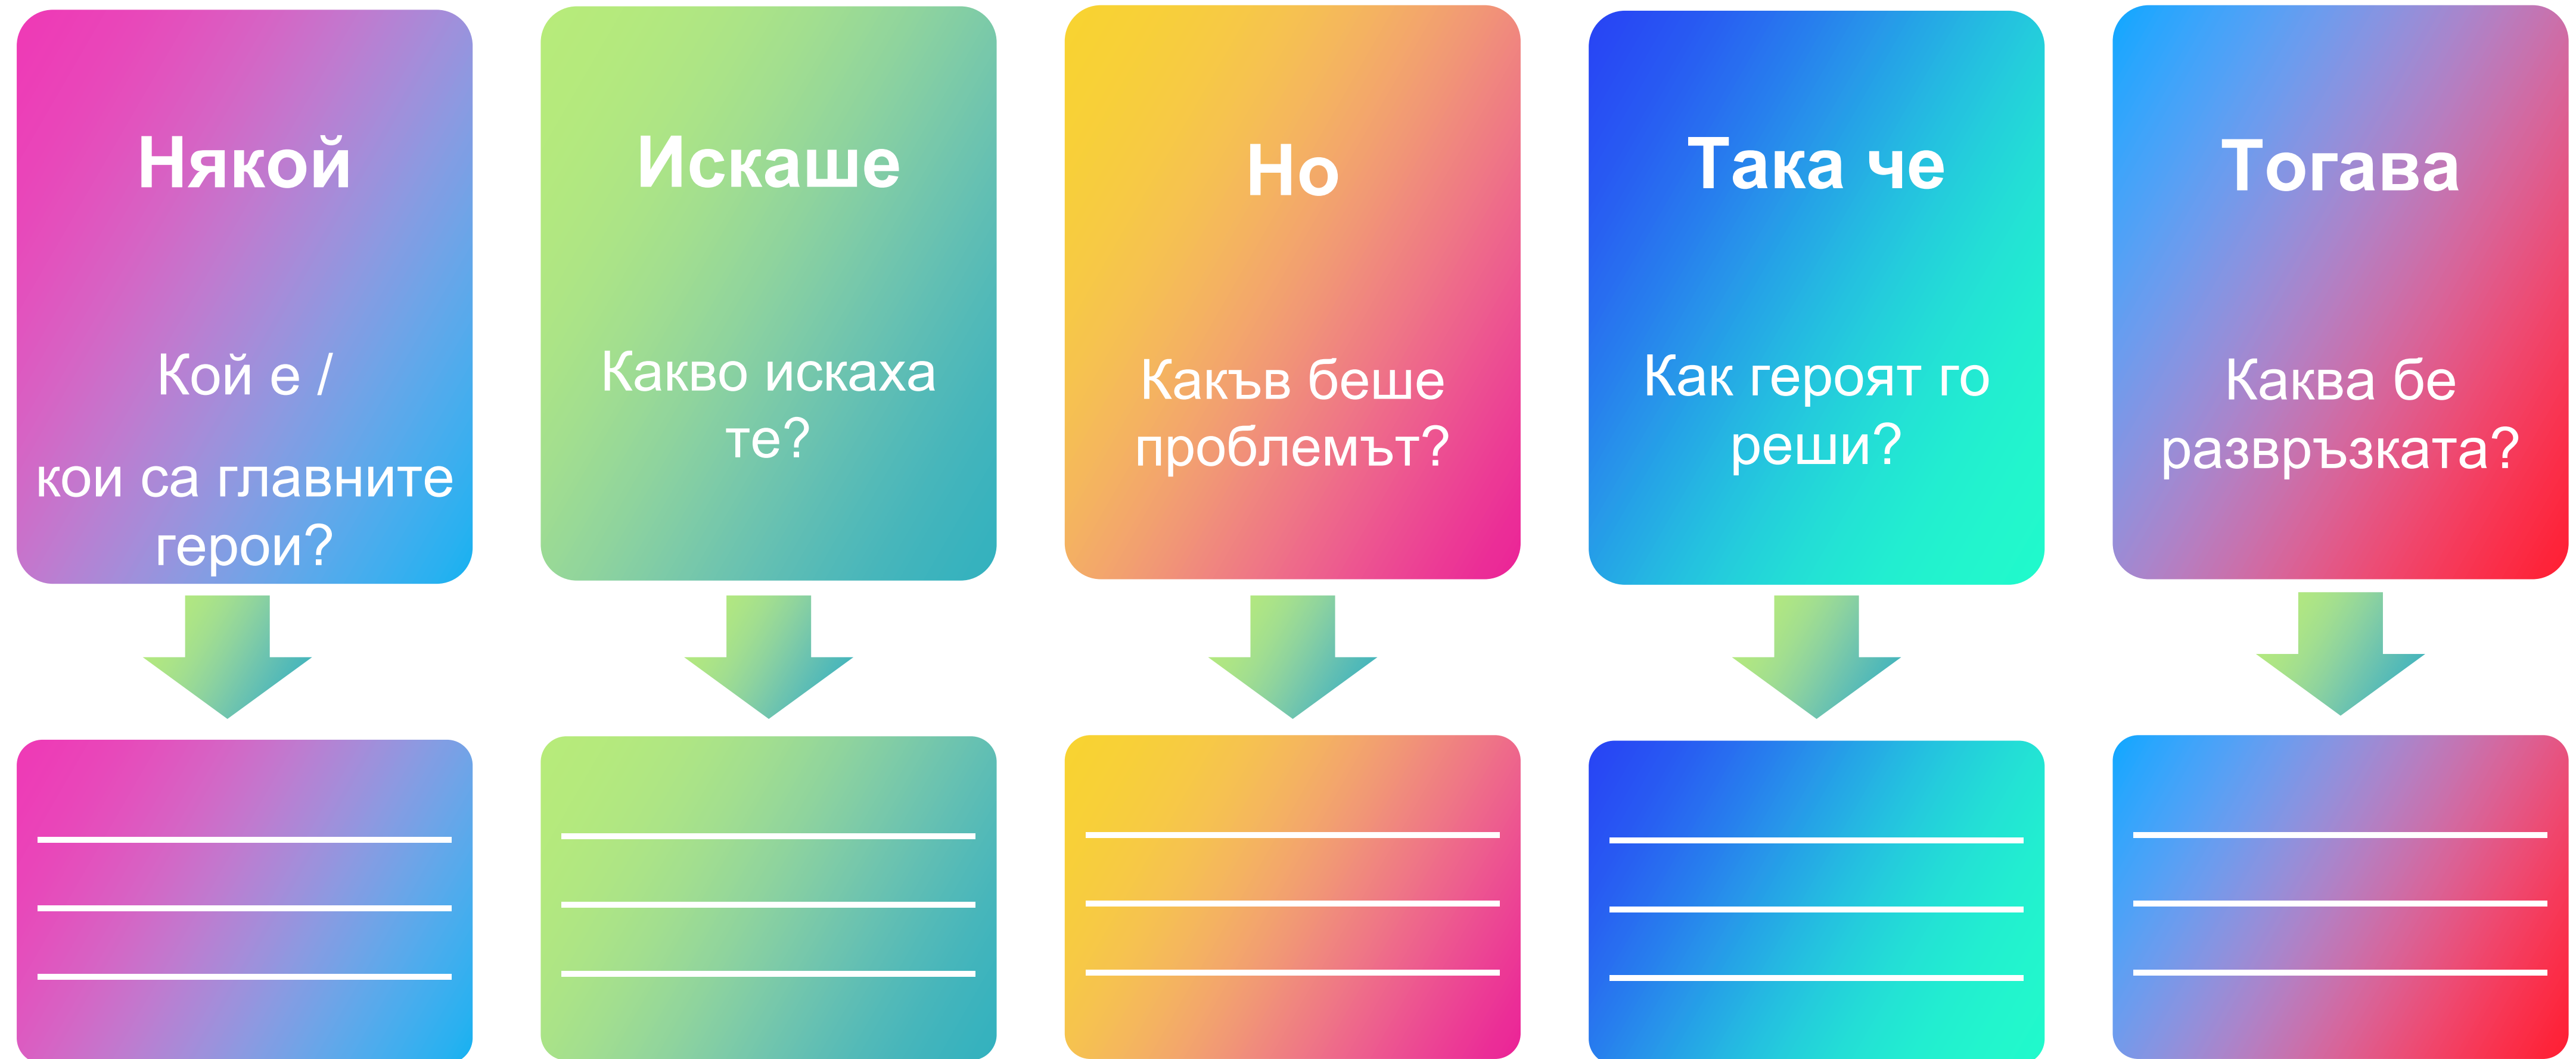 Някой
Кой е /
кои са главните
герои?
Искаше
Какво искаха
те?
Но
Какъв беше
проблемът?
Така че
Как героят го
реши?
Тогава
Каква бе
развръзката?